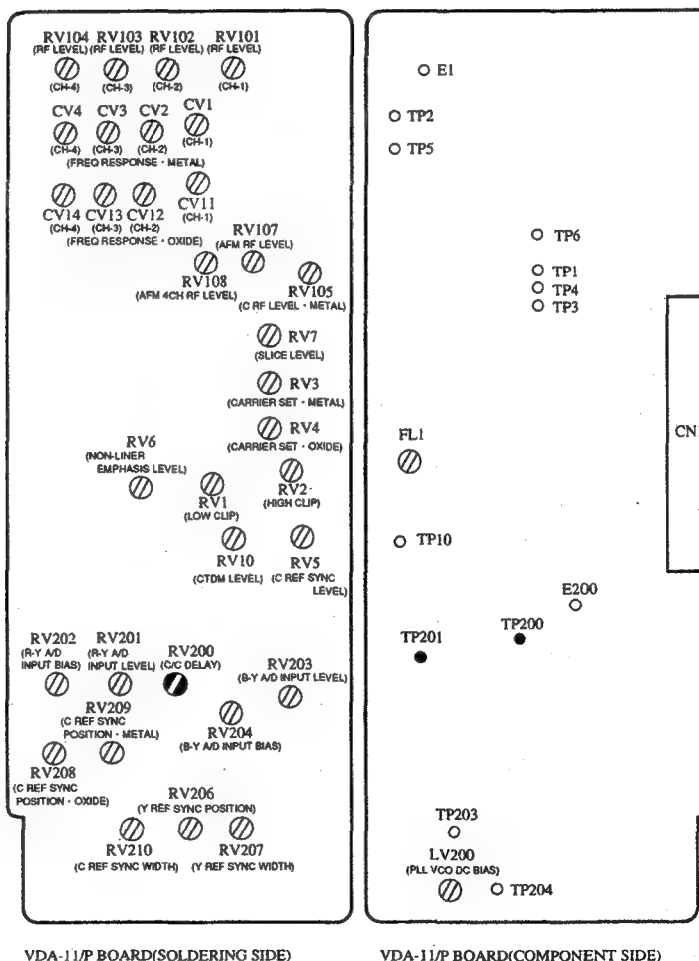 RV104 RV103 RV102 RV101
(RF LEVEL) (RF LEVEL) (RF LEVEL) (RF LEVEL)
(CH-4) (CH-3) (CH-2) (CH-1)
CV4 CV3 CV2 CV1
(CH-4) (CH-3) (CH-2) (CH-1)
(FREQ RESPONSE · METAL)
CV14 CV13 CV12 CV11
(CH-4) (CH-3) (CH-2) (CH-1)
(FREQ RESPONSE · OXIDE)
RV107
(AFM RF LEVEL)
RV108
(AFM 4CH RF LEVEL)
RV105
(C RF LEVEL · METAL)
RV7
(SLICE LEVEL)
RV3
(CARRIER SET · METAL)
RV4
(CARRIER SET · OXIDE)
RV6
(NON-LINER
EMPHASIS LEVEL)
RV1
(LOW CLIP)
RV2
(HIGH CLIP)
RV10
(CTDM LEVEL)
RV5
(C REF SYNC
LEVEL)
RV202
(R-Y A/D
INPUT BIAS)
RV201
(R-Y A/D
INPUT LEVEL)
RV200
(C/C DELAY)
RV203
(B-Y A/D INPUT LEVEL)
RV209
(C REF SYNC
POSITION · METAL)
RV204
(B-Y A/D INPUT BIAS)
RV208
(C REF SYNC
POSITION · OXIDE)
RV206
(Y REF SYNC POSITION)
RV210
(C REF SYNC WIDTH)
RV207
(Y REF SYNC WIDTH)
VDA-11/P BOARD(SOLDERING SIDE)
E1
TP2
TP5
TP6
TP1
TP4
TP3
CN
FL1
TP10
E200
TP200
TP201
TP203
LV200
(PLL VCO DC BIAS)
TP204
VDA-11/P BOARD(COMPONENT SIDE)